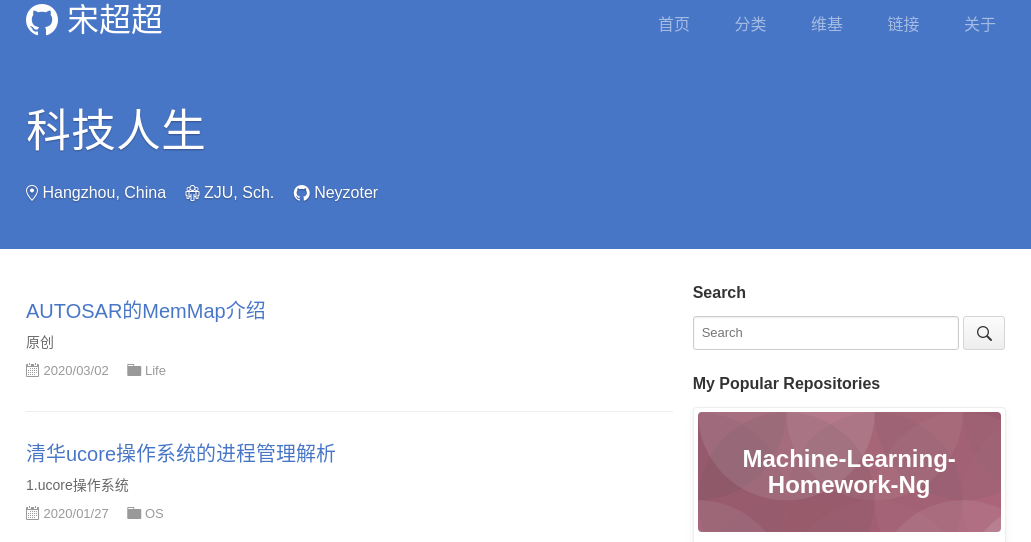 宋超超
首页 分类 维基 链接 关于
科技人生
Hangzhou, China ZJU, Sch. Neyzoter
AUTOSAR的MemMap介绍
原创
2020/03/02 Life
清华ucore操作系统的进程管理解析
1.ucore操作系统
2020/01/27 OS
Search
Search
My Popular Repositories
Machine-Learning-
Homework-Ng